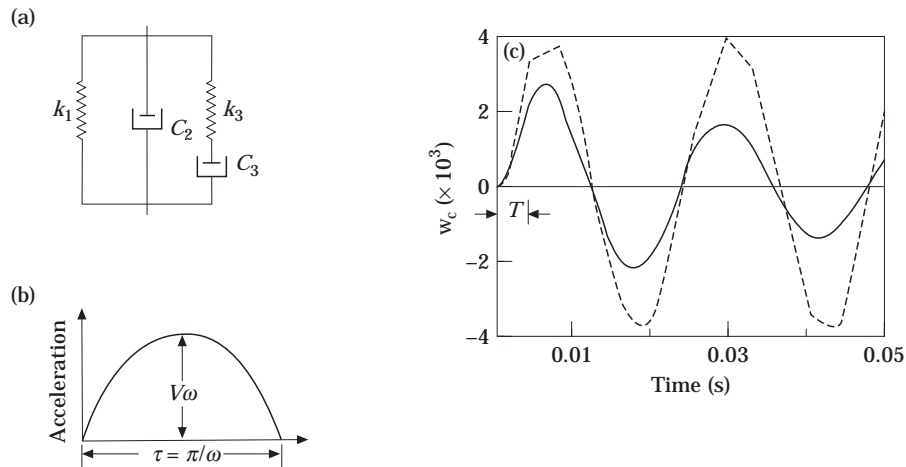 (a)
k₁
C₂
k₃
C₃
(b)
Acceleration
Vω
τ = π/ω
(c)
w_c (× 10³)
4
2
0
−2
−4
T
0.01
0.03
0.05
Time (s)